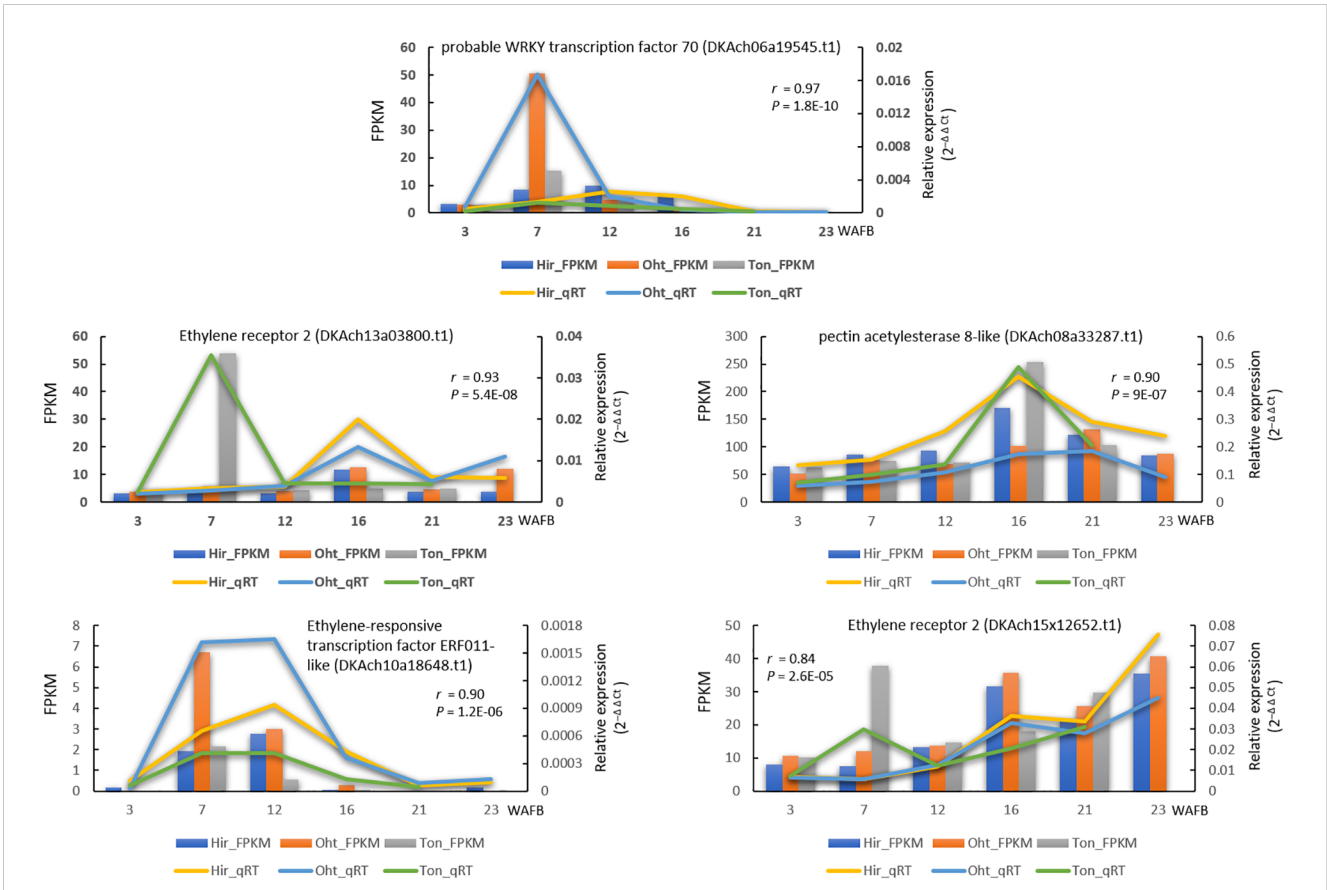 probable WRKY transcription factor 70 (DKAch06a19545.t1)
r = 0.97
P = 1.8E-10
FPKM
60
50
40
30
20
10
0
0.02
0.016
0.012
0.008
0.004
0
Relative expression
(2−ΔΔCt)
3 7 12 16 21 23 WAFB
Hir_FPKM Oht_FPKM Ton_FPKM
Hir_qRT Oht_qRT Ton_qRT
Ethylene receptor 2 (DKAch13a03800.t1)
r = 0.93
P = 5.4E-08
FPKM
60
50
40
30
20
10
0
0.04
0.03
0.02
0.01
0
Relative expression
(2−ΔΔCt)
3 7 12 16 21 23 WAFB
Hir_FPKM Oht_FPKM Ton_FPKM
Hir_qRT Oht_qRT Ton_qRT
pectin acetylesterase 8-like (DKAch08a33287.t1)
r = 0.90
P = 9E-07
FPKM
300
250
200
150
100
50
0
0.6
0.5
0.4
0.3
0.2
0.1
0
Relative expression
(2−ΔΔCt)
3 7 12 16 21 23 WAFB
Hir_FPKM Oht_FPKM Ton_FPKM
Hir_qRT Oht_qRT Ton_qRT
Ethylene-responsive
transcription factor ERF011-
like (DKAch10a18648.t1)
r = 0.90
P = 1.2E-06
FPKM
8
7
6
5
4
3
2
1
0
0.0018
0.0015
0.0012
0.0009
0.0006
0.0003
0
Relative expression
(2−ΔΔCt)
3 7 12 16 21 23 WAFB
Hir_FPKM Oht_FPKM Ton_FPKM
Hir_qRT Oht_qRT Ton_qRT
Ethylene receptor 2 (DKAch15x12652.t1)
r = 0.84
P = 2.6E-05
FPKM
50
40
30
20
10
0
0.08
0.07
0.06
0.05
0.04
0.03
0.02
0.01
0
Relative expression
(2−ΔΔCt)
3 7 12 16 21 23 WAFB
Hir_FPKM Oht_FPKM Ton_FPKM
Hir_qRT Oht_qRT Ton_qRT